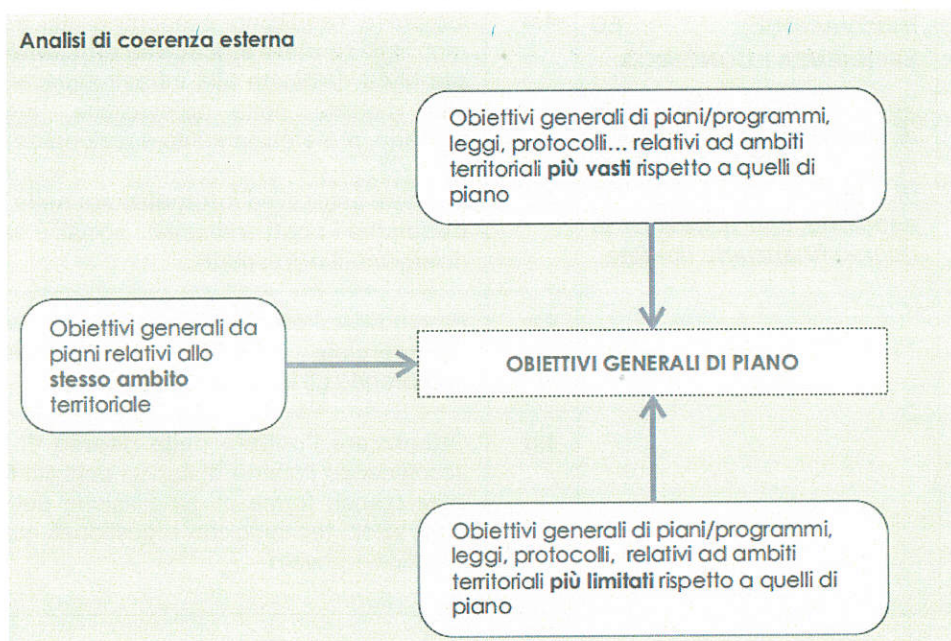 Analisi di coerenza esterna
Obiettivi generali di piani/programmi,
leggi, protocolli... relativi ad ambiti
territoriali più vasti rispetto a quelli di
piano
Obiettivi generali da
piani relativi allo
stesso ambito
territoriale
OBIETTIVI GENERALI DI PIANO
Obiettivi generali di piani/programmi,
leggi, protocolli, relativi ad ambiti
territoriali più limitati rispetto a quelli di
piano